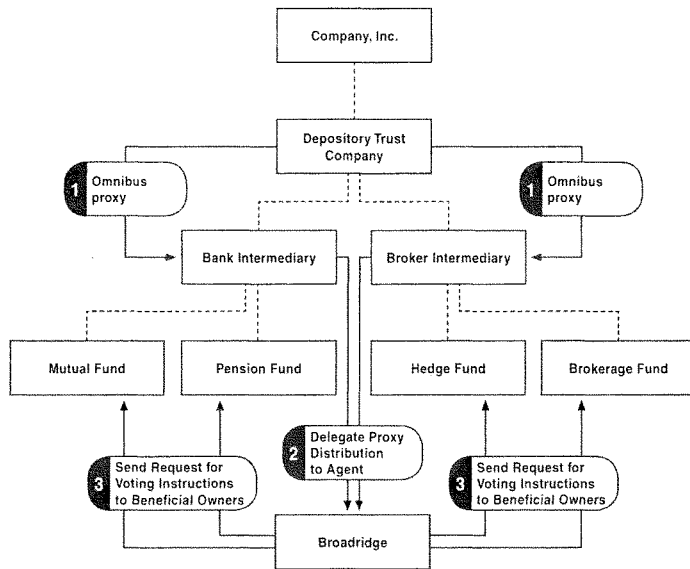 Company, Inc.
Depository Trust
Company
1 Omnibus
proxy
1 Omnibus
proxy
Bank Intermediary
Broker Intermediary
Mutual Fund
Pension Fund
Hedge Fund
Brokerage Fund
2 Delegate Proxy
Distribution
to Agent
3 Send Request for
Voting Instructions
to Beneficial Owners
3 Send Request for
Voting Instructions
to Beneficial Owners
Broadridge